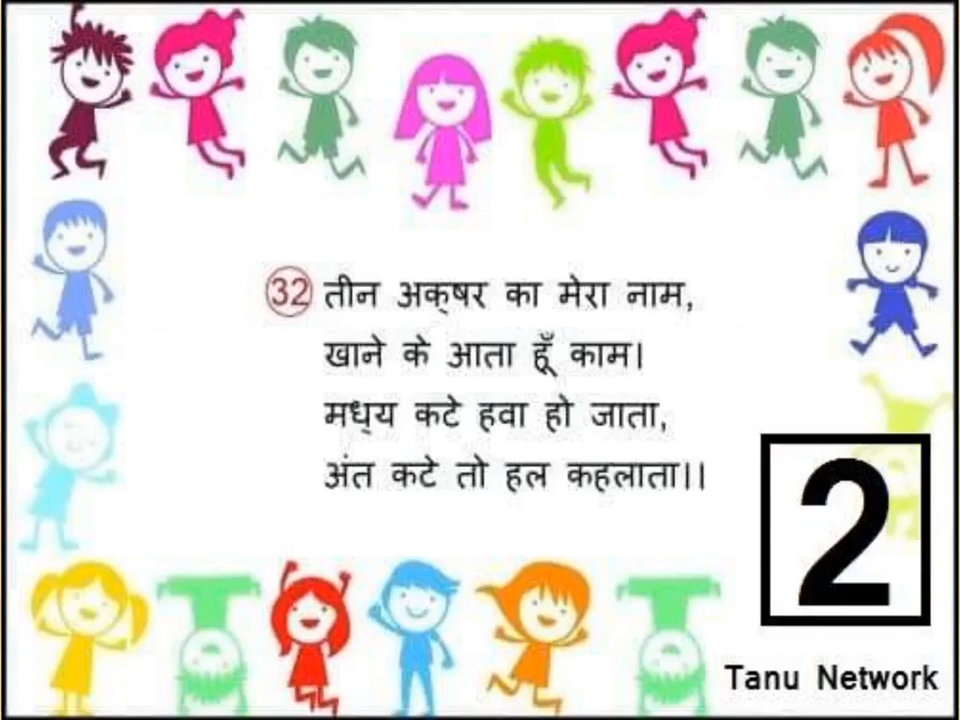 32 तीन अक्षर का मेरा नाम,
खाने के आता हूँ काम।
मध्य कटे हवा हो जाता,
अंत कटे तो हल कहलाता।।
2
Tanu Network